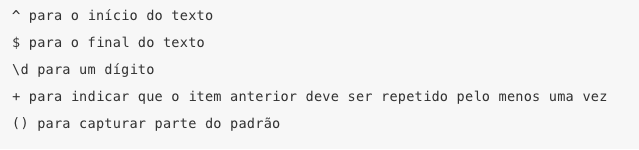 ^ para o início do texto
$ para o final do texto
\d para um dígito
+ para indicar que o item anterior deve ser repetido pelo menos uma vez
() para capturar parte do padrão